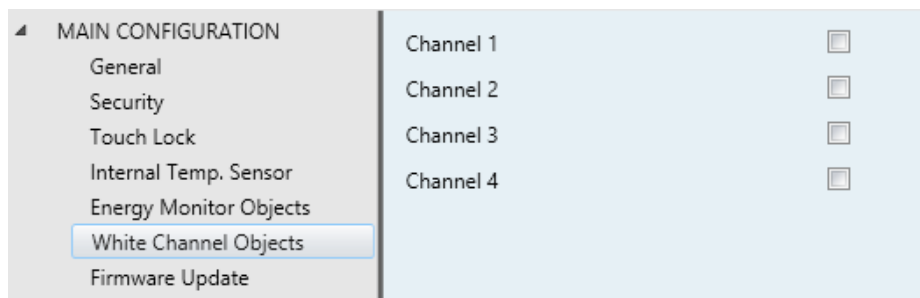 MAIN CONFIGURATION
General
Security
Touch Lock
Internal Temp. Sensor
Energy Monitor Objects
White Channel Objects
Firmware Update
Channel 1
Channel 2
Channel 3
Channel 4